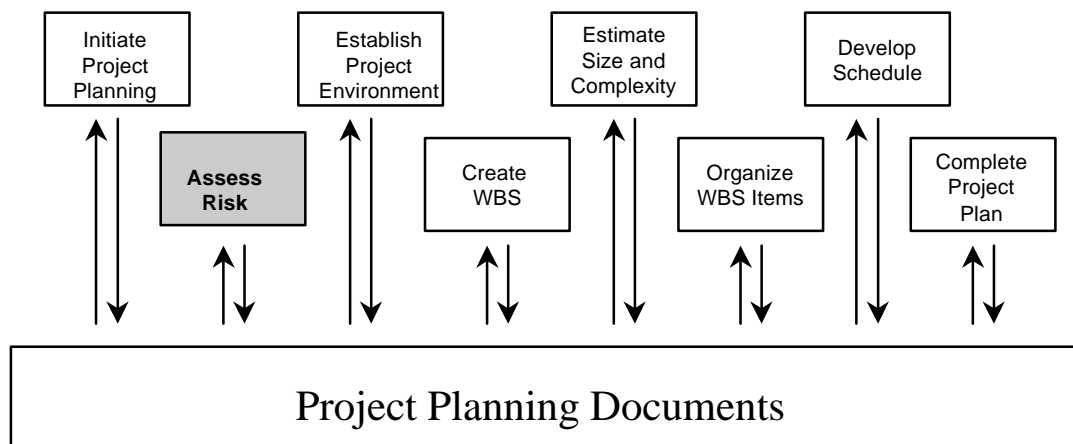 Initiate
Project
Planning
Assess
Risk
Establish
Project
Environment
Create
WBS
Estimate
Size and
Complexity
Organize
WBS Items
Develop
Schedule
Complete
Project
Plan
Project Planning Documents